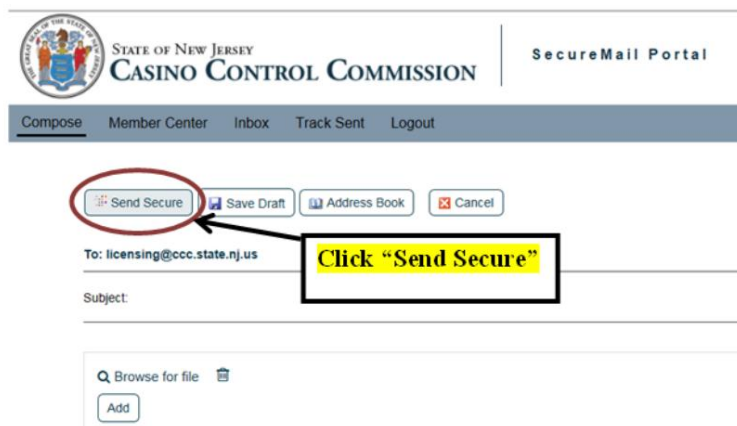 STATE OF NEW JERSEY
CASINO CONTROL COMMISSION
SecureMail Portal
Compose Member Center Inbox Track Sent Logout
Send Secure Save Draft Address Book Cancel
To: licensing@ccc.state.nj.us
Click “Send Secure”
Subject:
Browse for file
Add